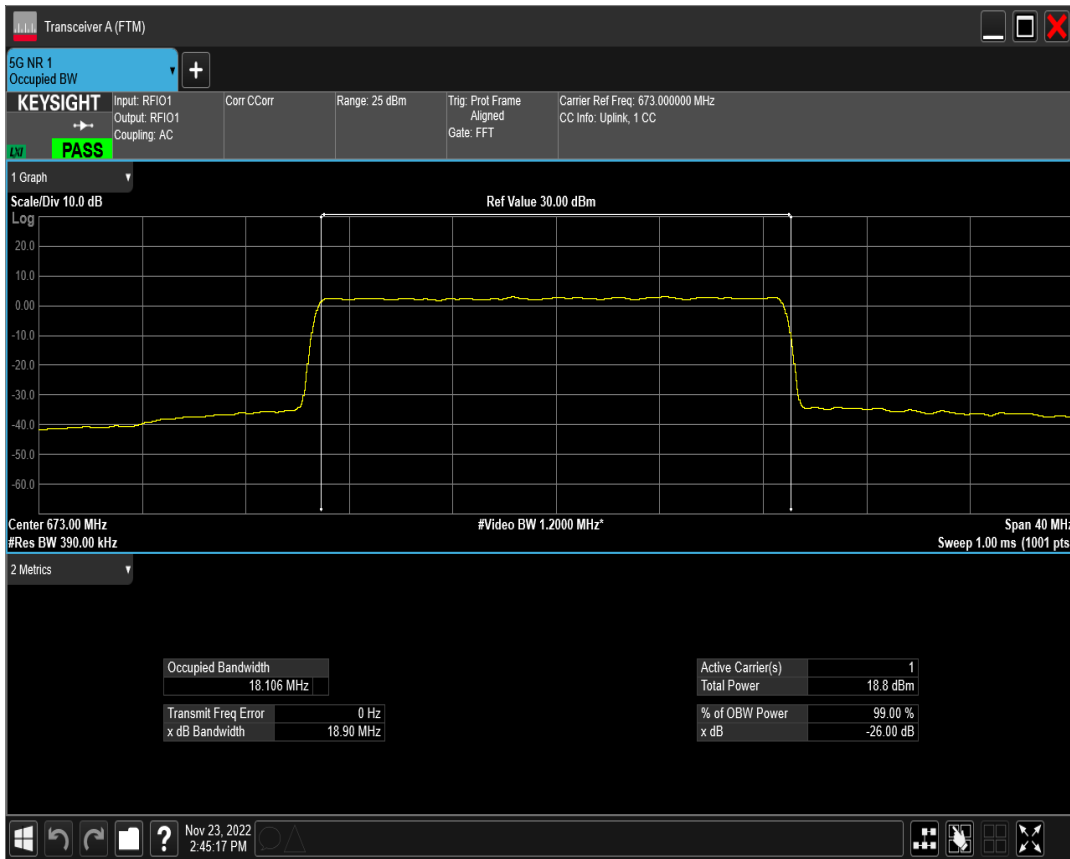 Transceiver A (FTM)
5G NR 1
Occupied BW
+
KEYSIGHT
LXI
PASS
Input: RFIO1
Output: RFIO1
Coupling: AC
Corr CCorr
Range: 25 dBm
Trig: Prot Frame
Aligned
Gate: FFT
Carrier Ref Freq: 673.000000 MHz
CC Info: Uplink, 1 CC
1 Graph
Scale/Div 10.0 dB
Ref Value 30.00 dBm
Log
20.0
10.0
0.00
-10.0
-20.0
-30.0
-40.0
-50.0
-60.0
Center 673.00 MHz
#Video BW 1.2000 MHz*
Span 40 MHz
#Res BW 390.00 kHz
Sweep 1.00 ms (1001 pts
2 Metrics
Occupied Bandwidth
18.106 MHz
Transmit Freq Error 0 Hz
x dB Bandwidth 18.90 MHz
Active Carrier(s) 1
Total Power 18.8 dBm
% of OBW Power 99.00 %
x dB -26.00 dB
?
Nov 23, 2022
2:45:17 PM